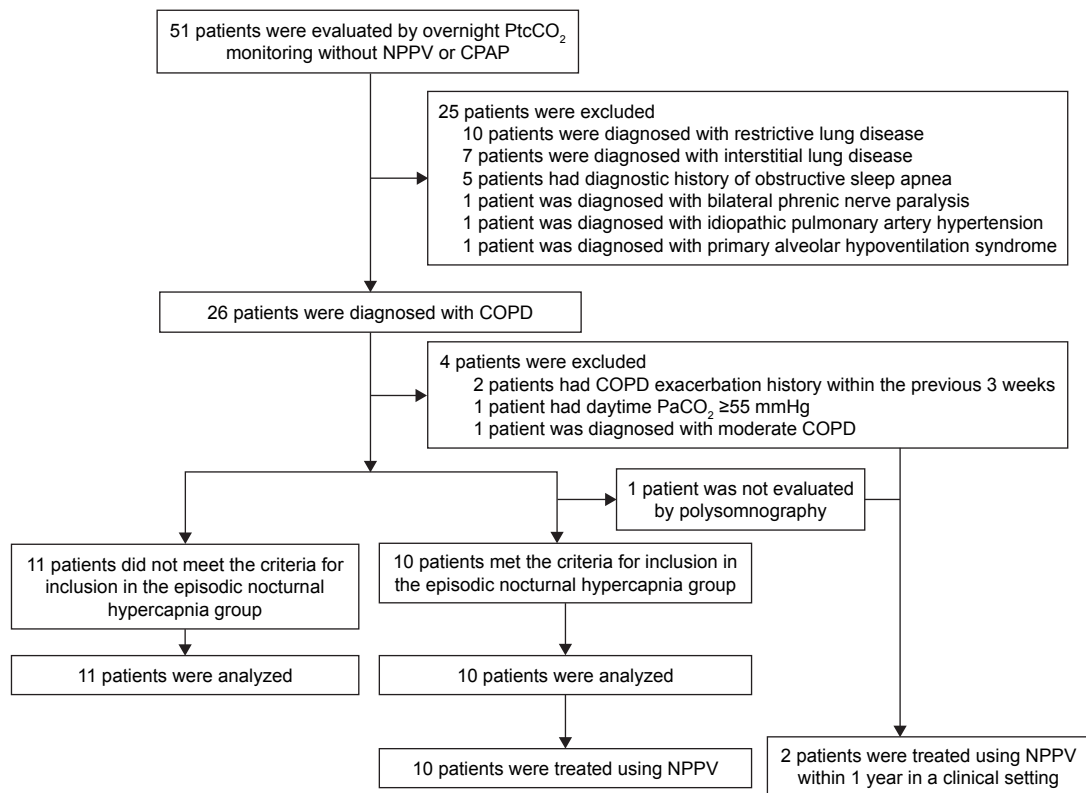 51 patients were evaluated by overnight PtcCO₂
monitoring without NPPV or CPAP
25 patients were excluded
10 patients were diagnosed with restrictive lung disease
7 patients were diagnosed with interstitial lung disease
5 patients had diagnostic history of obstructive sleep apnea
1 patient was diagnosed with bilateral phrenic nerve paralysis
1 patient was diagnosed with idiopathic pulmonary artery hypertension
1 patient was diagnosed with primary alveolar hypoventilation syndrome
26 patients were diagnosed with COPD
4 patients were excluded
2 patients had COPD exacerbation history within the previous 3 weeks
1 patient had daytime PaCO₂ ≥55 mmHg
1 patient was diagnosed with moderate COPD
1 patient was not evaluated
by polysomnography
11 patients did not meet the criteria for
inclusion in the episodic nocturnal
hypercapnia group
10 patients met the criteria for inclusion in
the episodic nocturnal hypercapnia group
11 patients were analyzed
10 patients were analyzed
10 patients were treated using NPPV
2 patients were treated using NPPV
within 1 year in a clinical setting